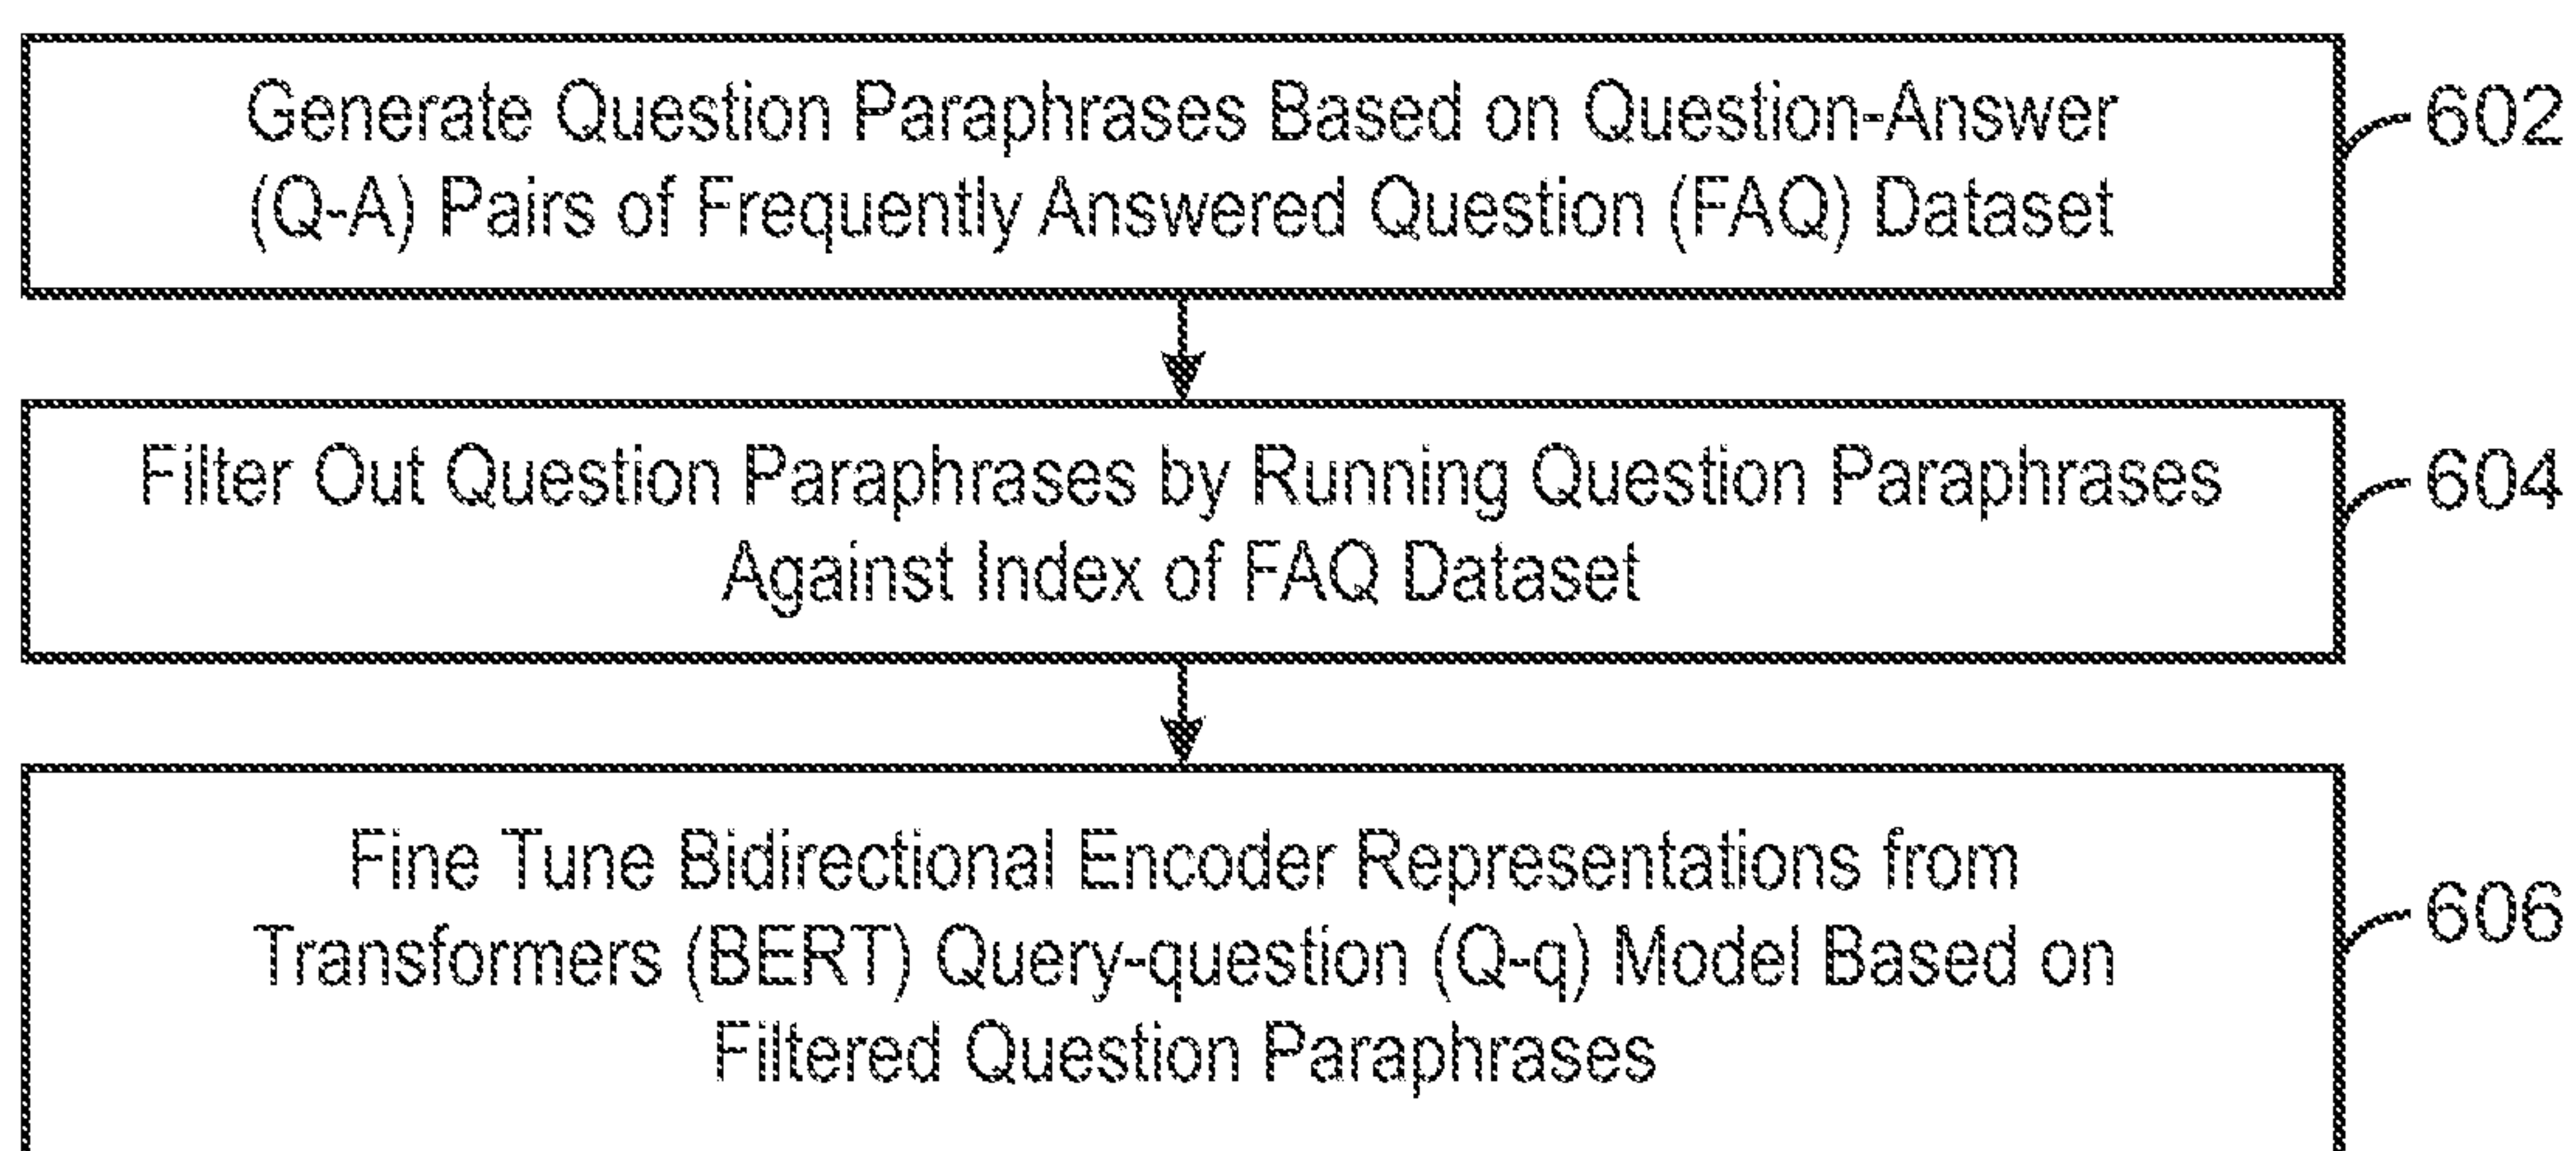 Generate Question Paraphrases Based on Question-Answer
(Q-A) Pairs of Frequently Answered Question (FAQ) Dataset
602
Filter Out Question Paraphrases by Running Question Paraphrases
Against Index of FAQ Dataset
604
Fine Tune Bidirectional Encoder Representations from
Transformers (BERT) Query-question (Q-q) Model Based on
Filtered Question Paraphrases
606